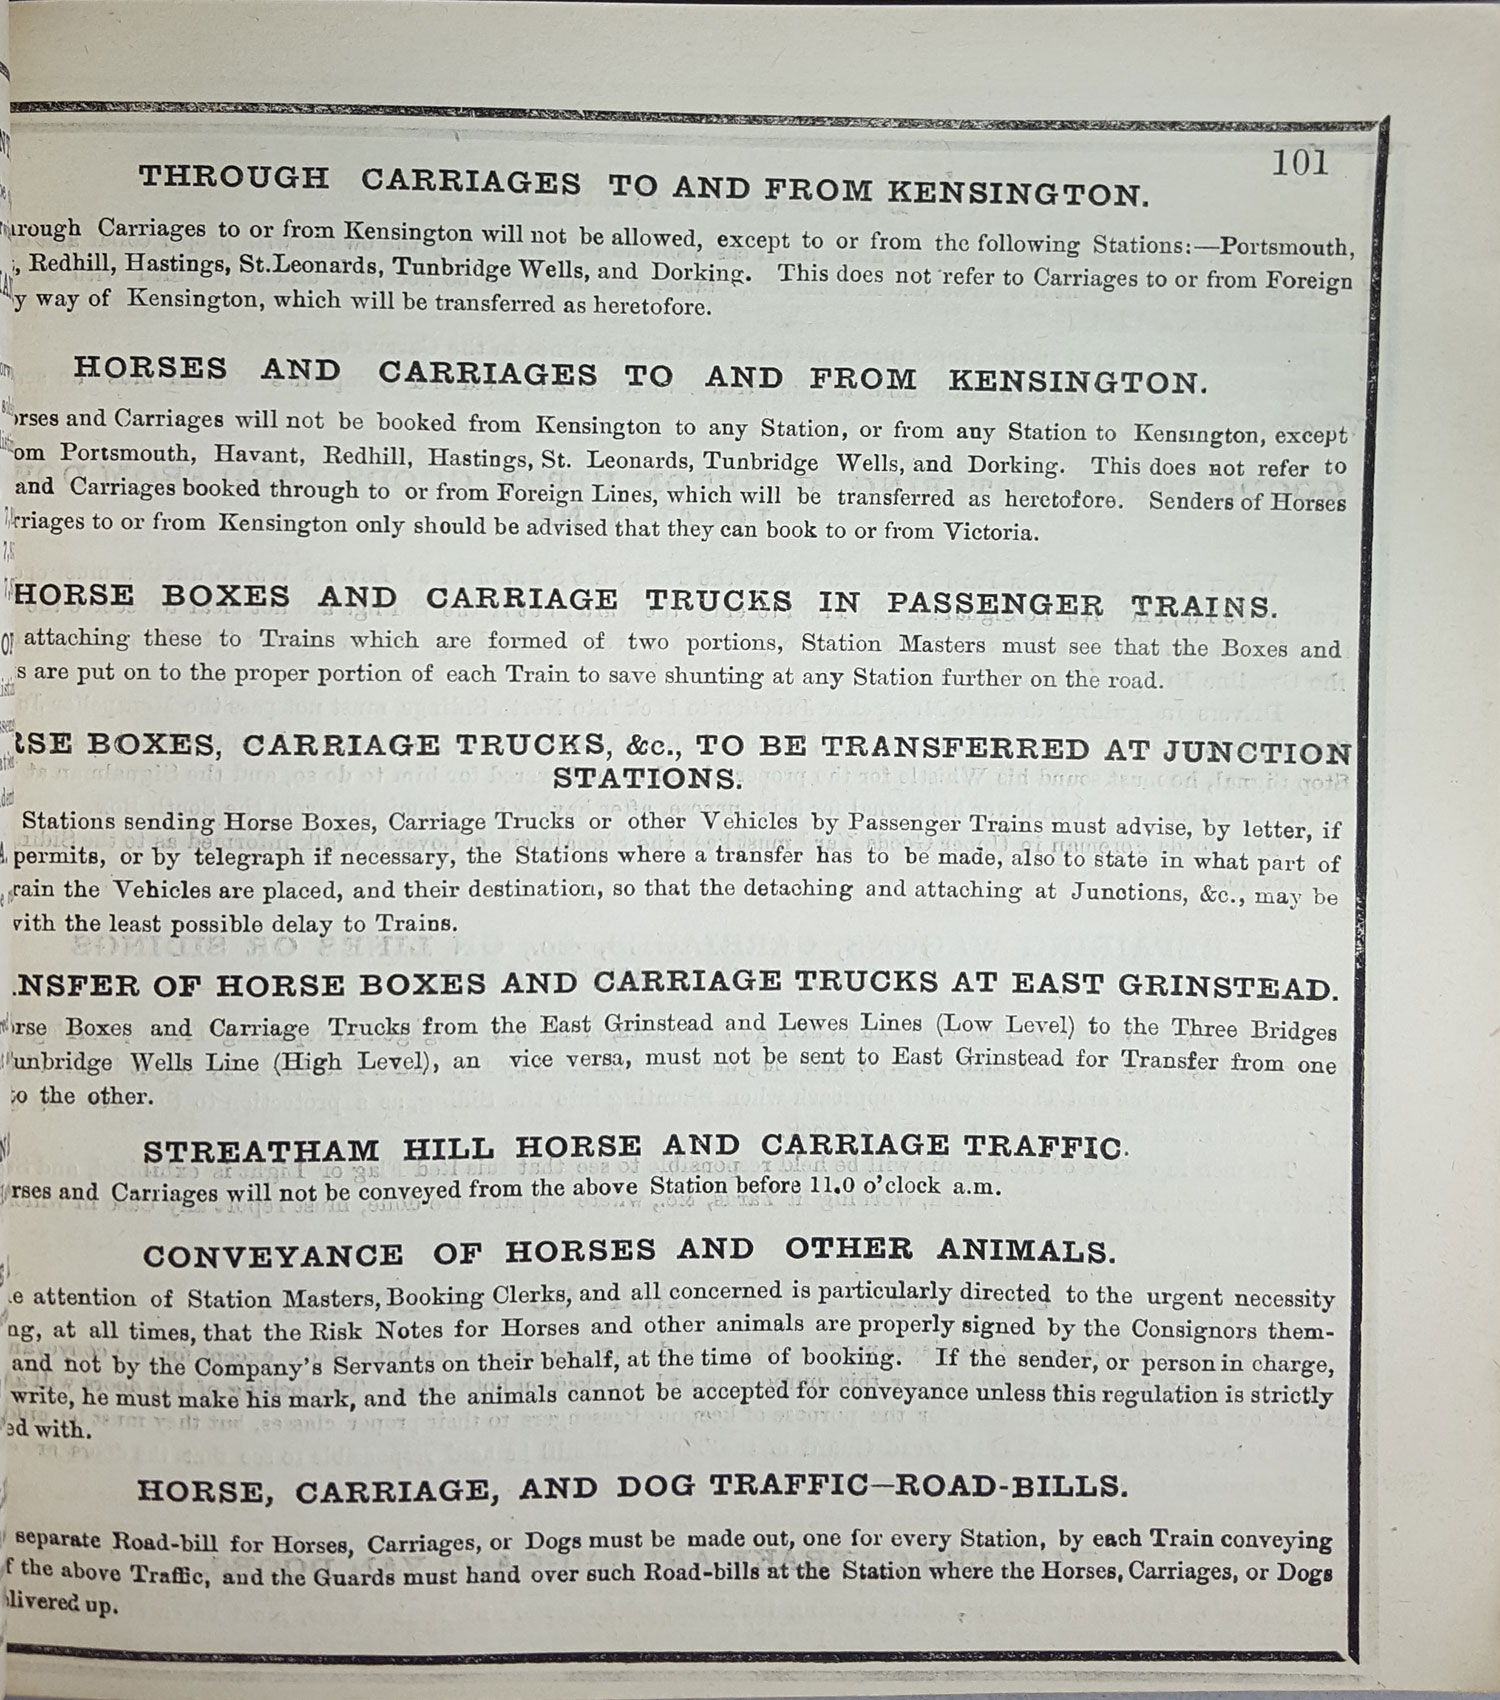 101
THROUGH CARRIAGES TO AND FROM KENSINGTON.
rough Carriages to or from Kensington will not be allowed, except to or from the following Stations:—Portsmouth,
, Redhill, Hastings, St.Leonards, Tunbridge Wells, and Dorking. This does not refer to Carriages to or from Foreign
y way of Kensington, which will be transferred as heretofore.
HORSES AND CARRIAGES TO AND FROM KENSINGTON.
rses and Carriages will not be booked from Kensington to any Station, or from any Station to Kensington, except
om Portsmouth, Havant, Redhill, Hastings, St. Leonards, Tunbridge Wells, and Dorking. This does not refer to
and Carriages booked through to or from Foreign Lines, which will be transferred as heretofore. Senders of Horses
rriages to or from Kensington only should be advised that they can book to or from Victoria.
HORSE BOXES AND CARRIAGE TRUCKS IN PASSENGER TRAINS.
attaching these to Trains which are formed of two portions, Station Masters must see that the Boxes and
s are put on to the proper portion of each Train to save shunting at any Station further on the road.
SE BOXES, CARRIAGE TRUCKS, &c., TO BE TRANSFERRED AT JUNCTION
STATIONS.
Stations sending Horse Boxes, Carriage Trucks or other Vehicles by Passenger Trains must advise, by letter, if
permits, or by telegraph if necessary, the Stations where a transfer has to be made, also to state in what part of
rain the Vehicles are placed, and their destination, so that the detaching and attaching at Junctions, &c., may be
with the least possible delay to Trains.
NSFER OF HORSE BOXES AND CARRIAGE TRUCKS AT EAST GRINSTEAD.
rse Boxes and Carriage Trucks from the East Grinstead and Lewes Lines (Low Level) to the Three Bridges
unbridge Wells Line (High Level), an vice versa, must not be sent to East Grinstead for Transfer from one
to the other.
STREATHAM HILL HORSE AND CARRIAGE TRAFFIC.
rses and Carriages will not be conveyed from the above Station before 11.0 o'clock a.m.
CONVEYANCE OF HORSES AND OTHER ANIMALS.
e attention of Station Masters, Booking Clerks, and all concerned is particularly directed to the urgent necessity
ng, at all times, that the Risk Notes for Horses and other animals are properly signed by the Consignors them-
and not by the Company's Servants on their behalf, at the time of booking. If the sender, or person in charge,
write, he must make his mark, and the animals cannot be accepted for conveyance unless this regulation is strictly
ed with.
HORSE, CARRIAGE, AND DOG TRAFFIC—ROAD-BILLS.
separate Road-bill for Horses, Carriages, or Dogs must be made out, one for every Station, by each Train conveying
f the above Traffic, and the Guards must hand over such Road-bills at the Station where the Horses, Carriages, or Dogs
livered up.